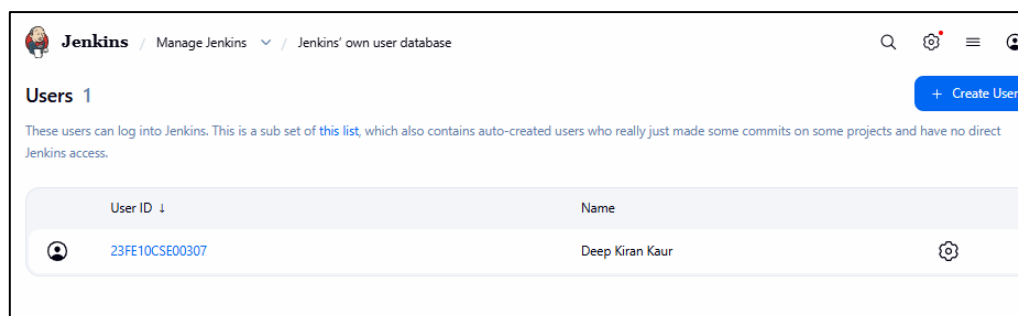 Jenkins / Manage Jenkins / Jenkins' own user database
Users 1
+ Create User
These users can log into Jenkins. This is a sub set of this list, which also contains auto-created users who really just made some commits on some projects and have no direct
Jenkins access.
User ID ↓ Name
23FE10CSE00307 Deep Kiran Kaur